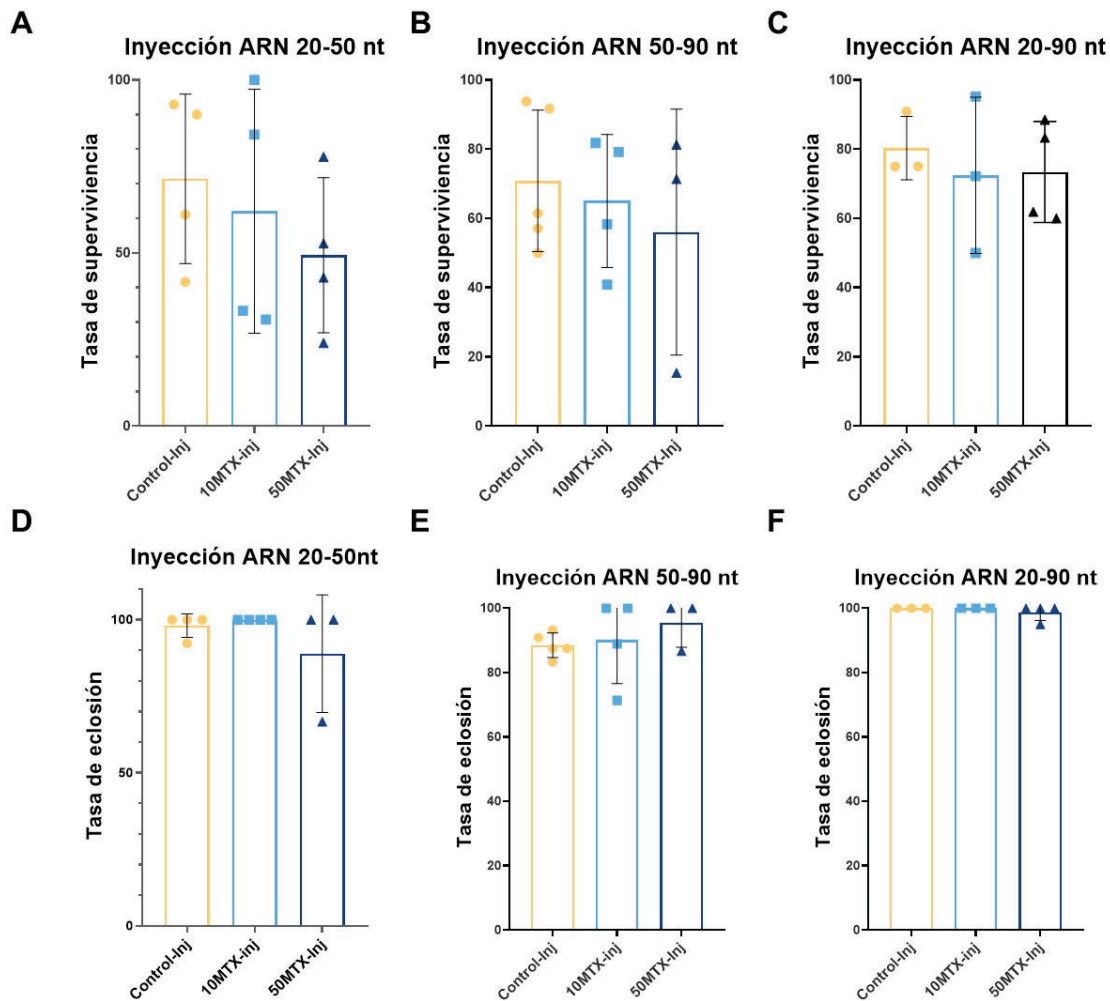 A
Inyección ARN 20-50 nt
Tasa de supervivencia
100
50
0
Control-Inj
10MTX-inj
50MTX-Inj
B
Inyección ARN 50-90 nt
Tasa de supervivencia
100
80
60
40
20
0
Control-Inj
10MTX-inj
50MTX-Inj
C
Inyección ARN 20-90 nt
Tasa de supervivencia
100
80
60
40
20
0
Control-Inj
10MTX-inj
50MTX-Inj
D
Inyección ARN 20-50nt
Tasa de eclosión
100
50
0
Control-Inj
10MTX-inj
50MTX-Inj
E
Inyección ARN 50-90 nt
Tasa de eclosión
100
80
60
40
20
0
Control-Inj
10MTX-inj
50MTX-Inj
F
Inyección ARN 20-90 nt
Tasa de eclosión
100
80
60
40
20
0
Control-Inj
10MTX-inj
50MTX-Inj